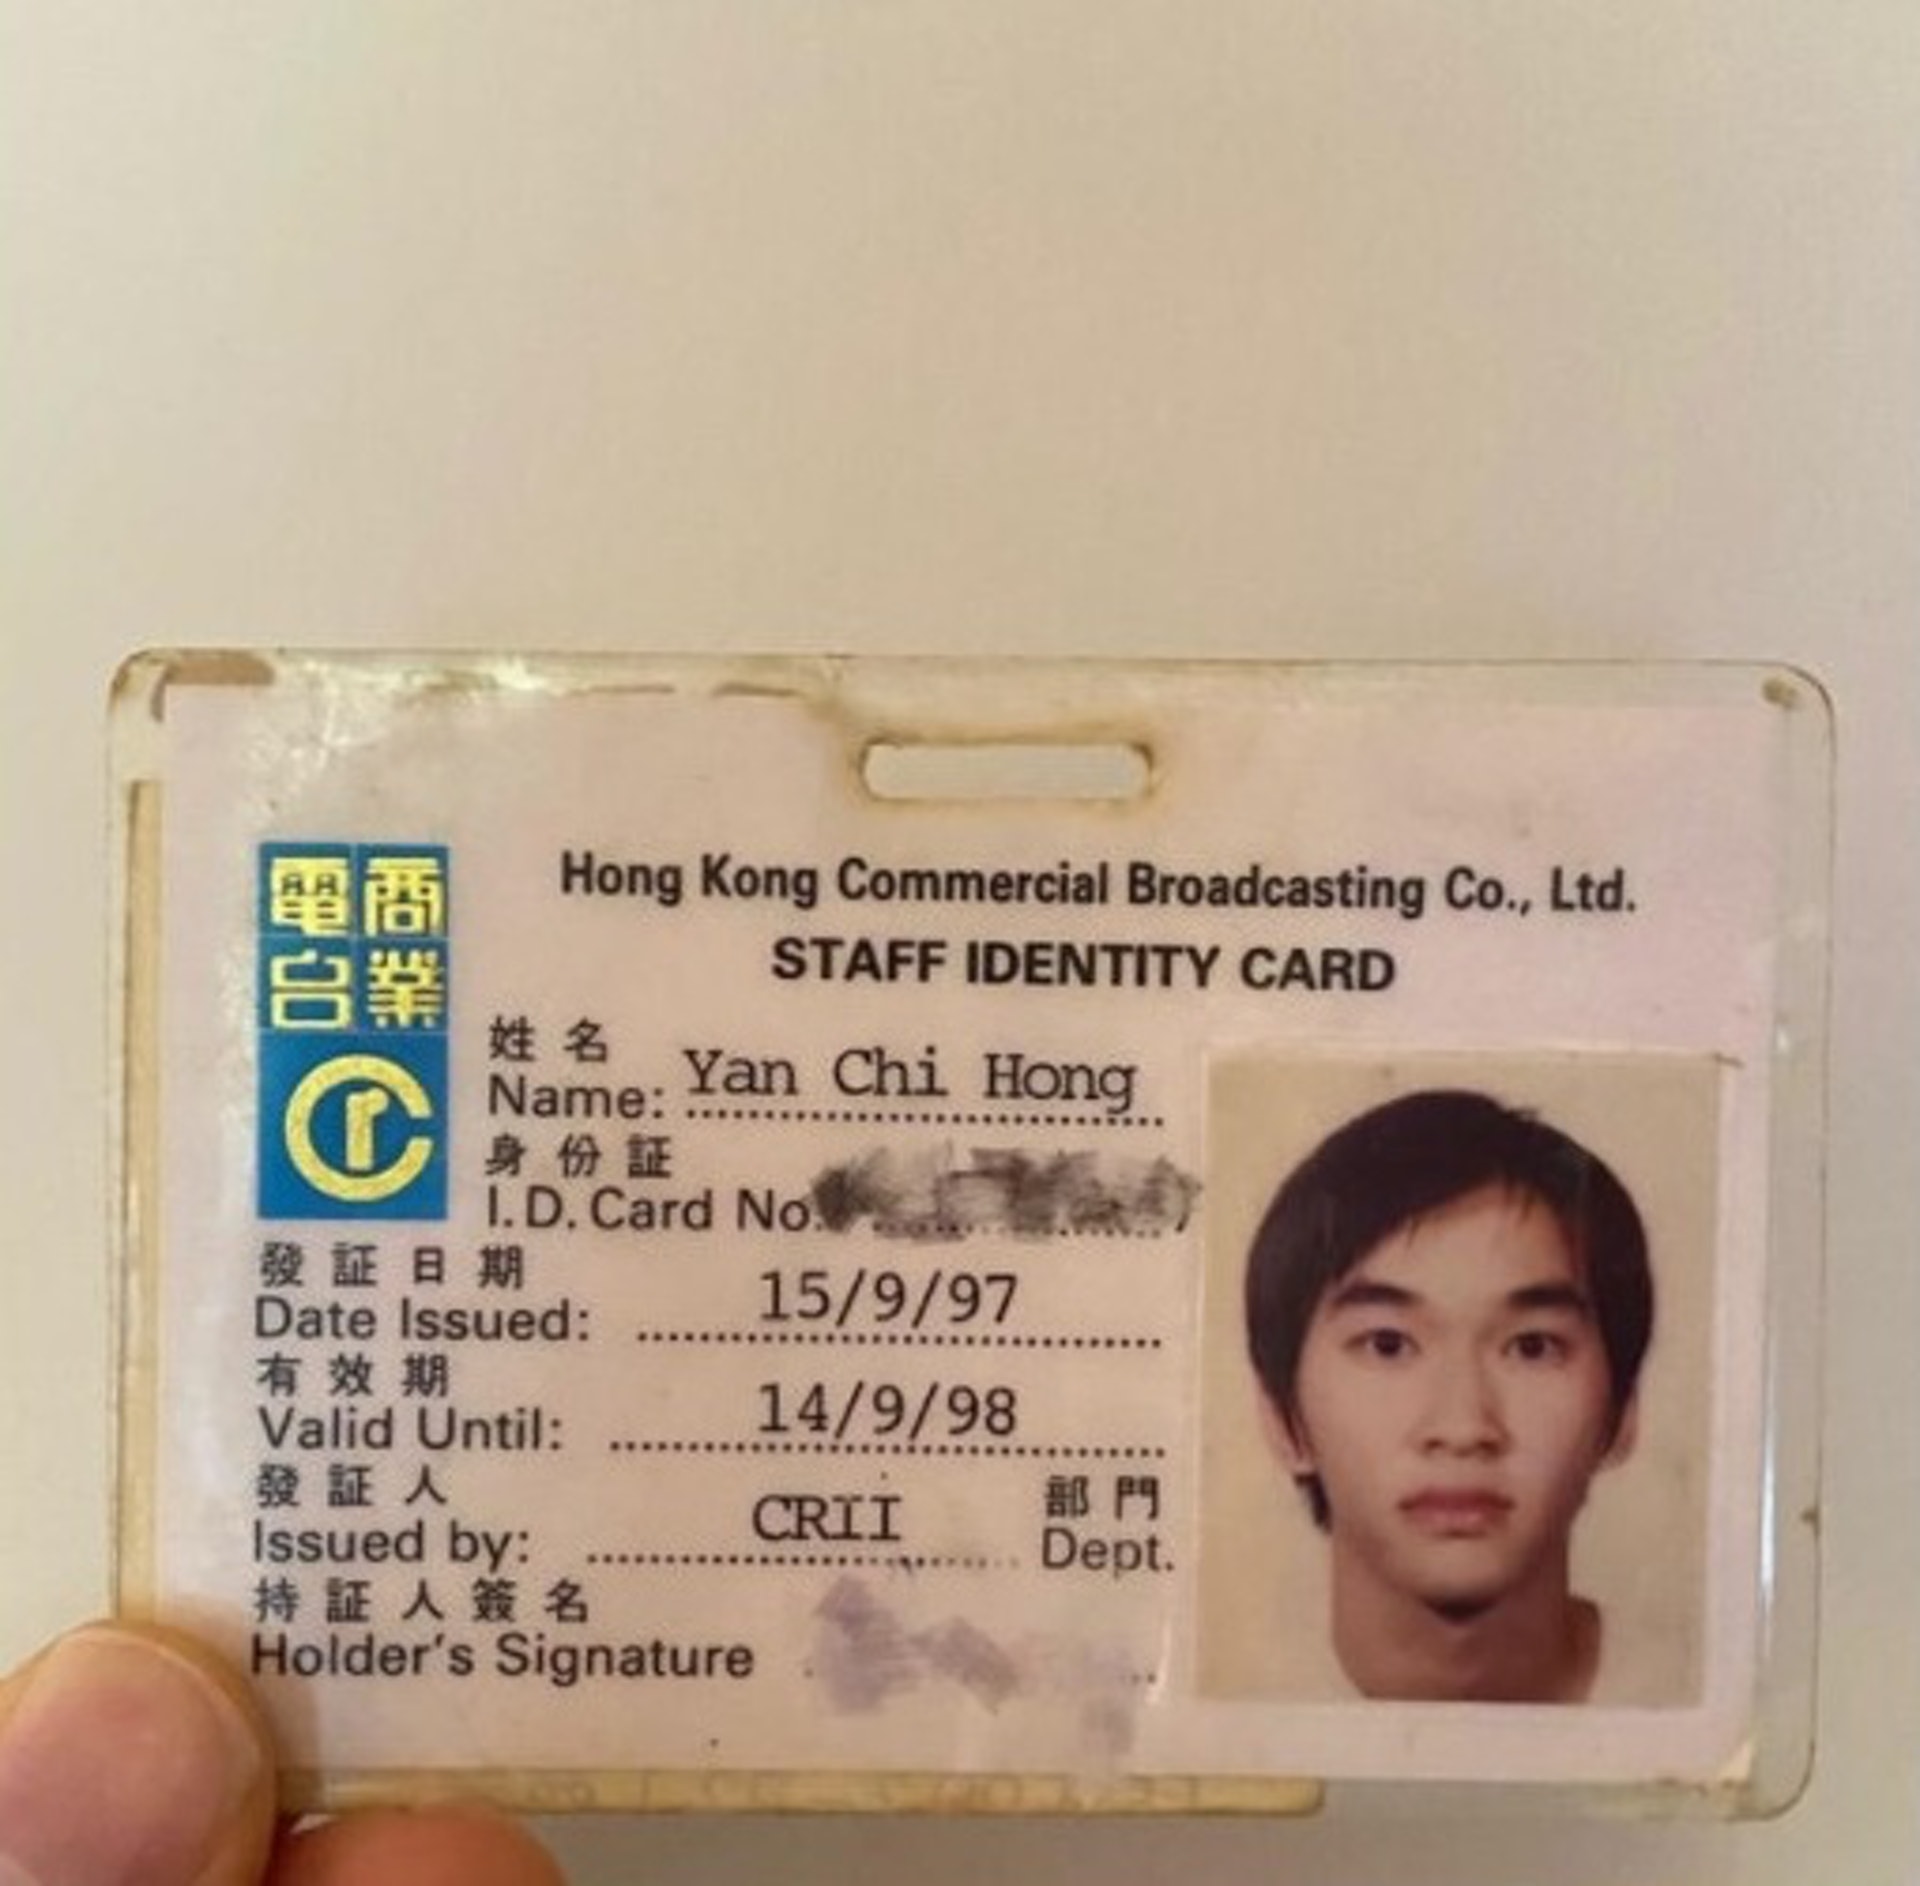 Hong Kong Commercial Broadcasting Co., Ltd.
STAFF IDENTITY CARD
商業
電台
姓名
Name: Yan Chi Hong
身份証
I.D. Card No.
發証日期
Date Issued: 15/9/97
有效期
Valid Until: 14/9/98
發証人 部門
Issued by: CRII Dept.
持証人簽名
Holder's Signature